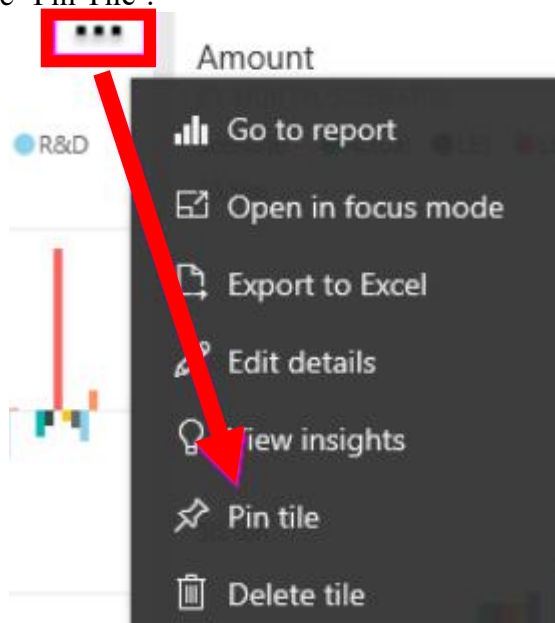 Pin Tile .
...
Amount
R&D
Go to report
Open in focus mode
Export to Excel
Edit details
View insights
Pin tile
Delete tile